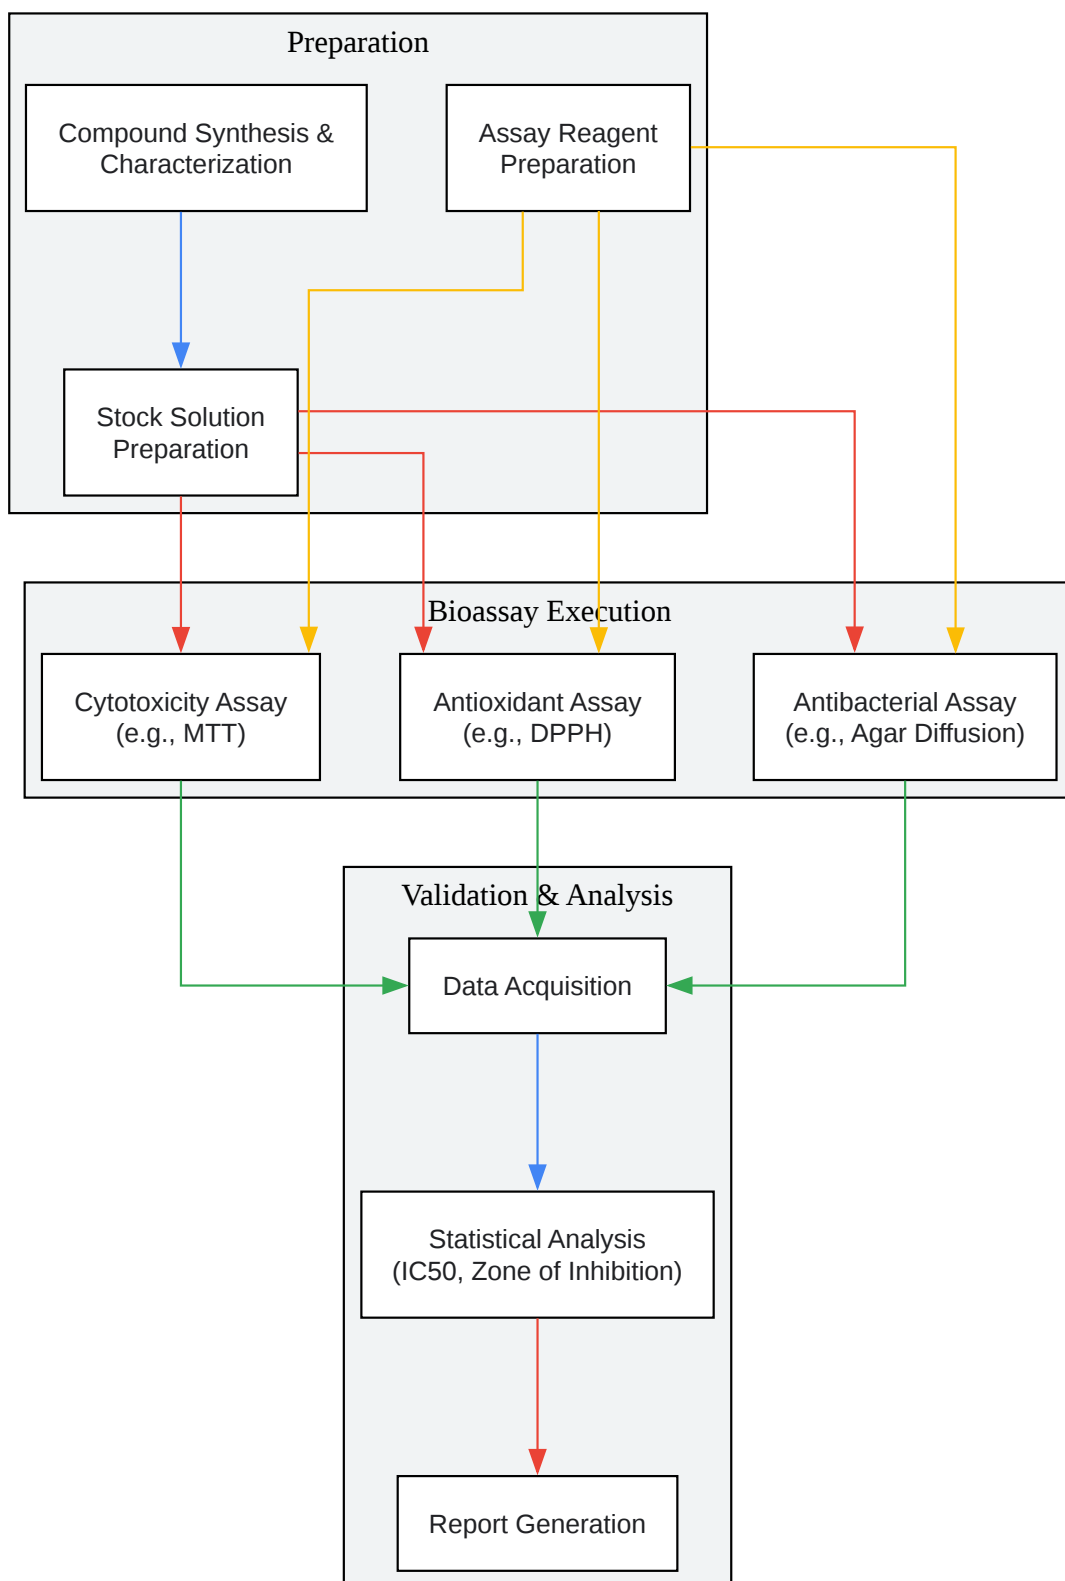 Preparation
Compound Synthesis &
Characterization
Assay Reagent
Preparation
Stock Solution
Preparation
Bioassay Execution
Cytotoxicity Assay
(e.g., MTT)
Antioxidant Assay
(e.g., DPPH)
Antibacterial Assay
(e.g., Agar Diffusion)
Validation & Analysis
Data Acquisition
Statistical Analysis
(IC50, Zone of Inhibition)
Report Generation